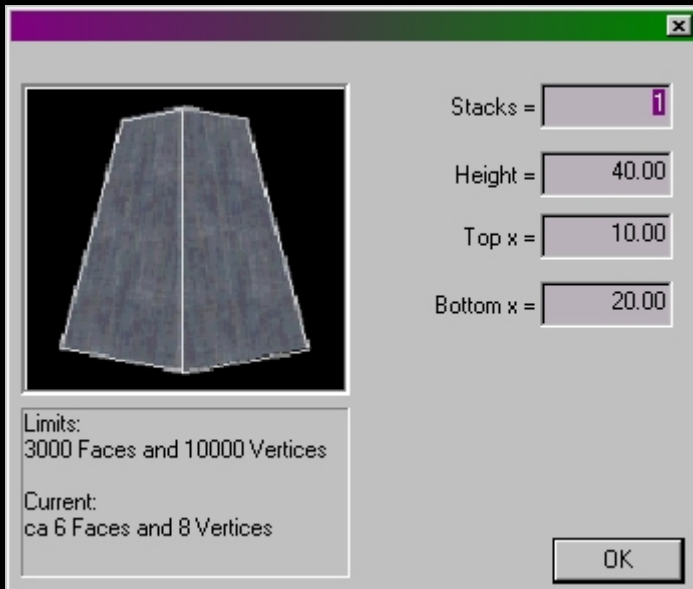 Stacks = 1
Height = 40.00
Top x = 10.00
Bottom x = 20.00
Limits:
3000 Faces and 10000 Vertices
Current:
ca 6 Faces and 8 Vertices
OK